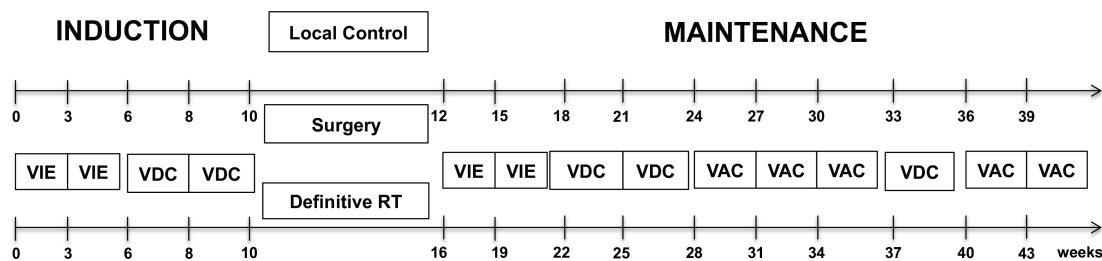 INDUCTION Local Control MAINTENANCE
0 3 6 8 10 12 15 18 21 24 27 30 33 36 39
Surgery
VIE VIE VDC VDC VIE VIE VDC VDC VAC VAC VAC VDC VAC VAC
Definitive RT
0 3 6 8 10 16 19 22 25 28 31 34 37 40 43 weeks